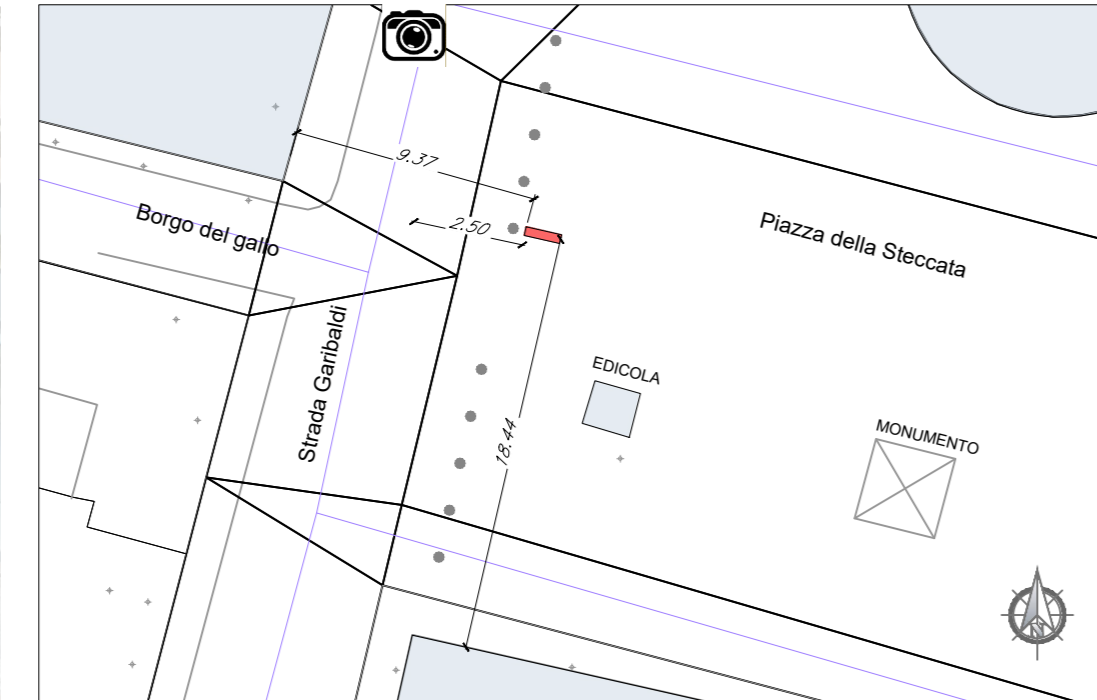 9.37
Borgo del gallo
2.50
Piazza della Steccata
Strada Garibaldi
EDICOLA
18.44
MONUMENTO
N